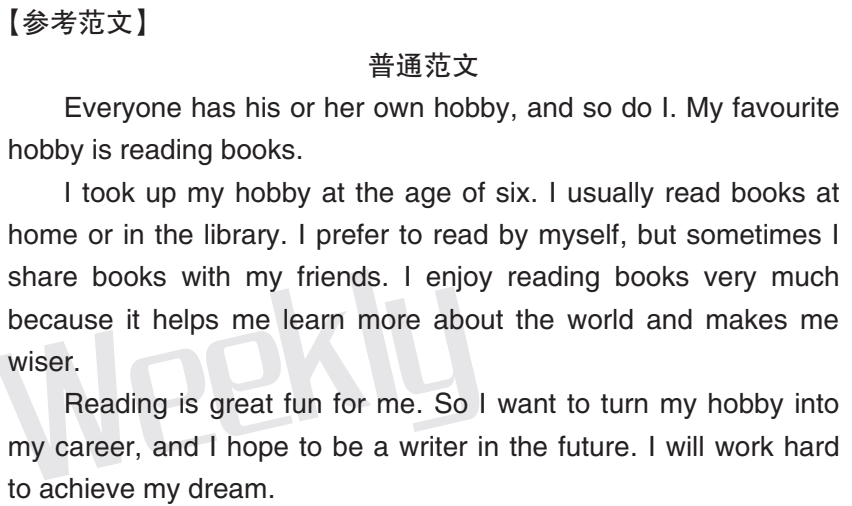 【参考范文】
普通范文
Everyone has his or her own hobby, and so do I. My favourite
hobby is reading books.
I took up my hobby at the age of six. I usually read books at
home or in the library. I prefer to read by myself, but sometimes I
share books with my friends. I enjoy reading books very much
because it helps me learn more about the world and makes me
wiser.
Reading is great fun for me. So I want to turn my hobby into
my career, and I hope to be a writer in the future. I will work hard
to achieve my dream.
Weekly